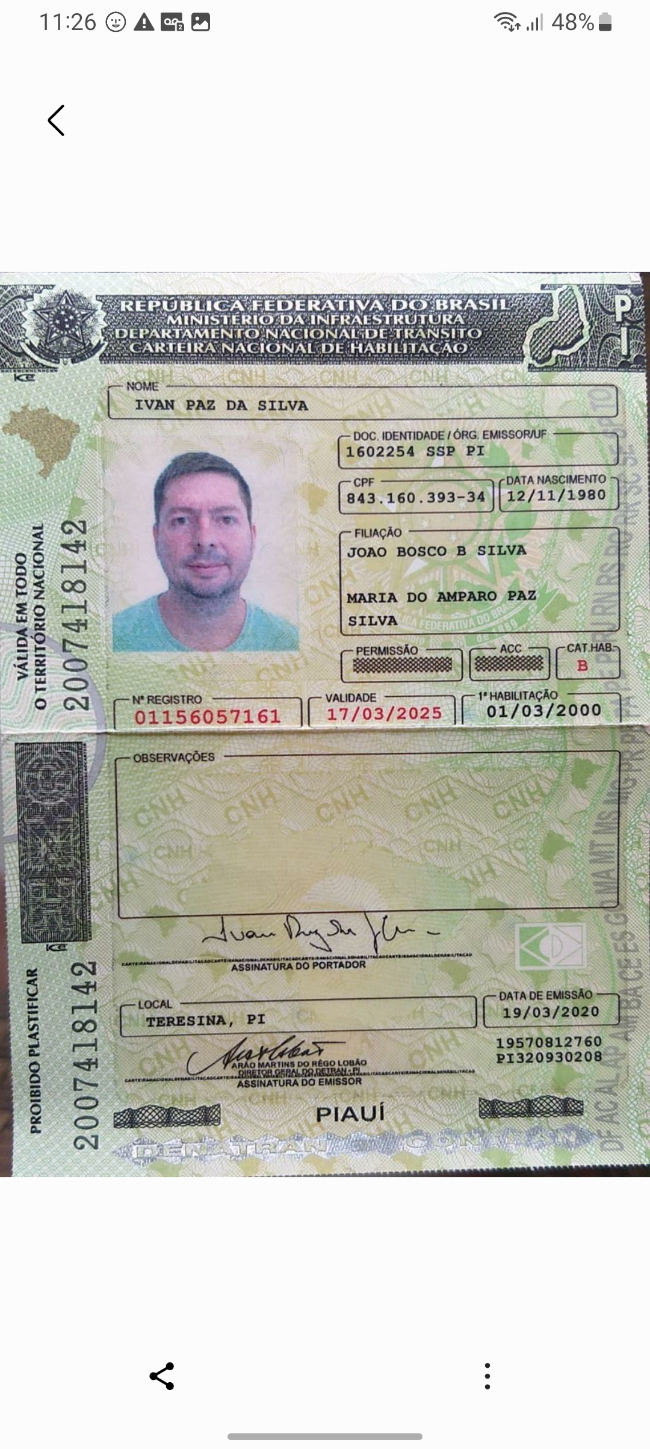 11:26
48%
REPÚBLICA FEDERATIVA DO BRASIL
MINISTÉRIO DA INFRAESTRUTURA
DEPARTAMENTO NACIONAL DE TRÂNSITO
CARTEIRA NACIONAL DE HABILITAÇÃO
PI
NOME
IVAN PAZ DA SILVA
DOC. IDENTIDADE / ÓRG. EMISSOR/UF
1602254 SSP PI
CPF
843.160.393-34
DATA NASCIMENTO
12/11/1980
FILIAÇÃO
JOAO BOSCO B SILVA
MARIA DO AMPARO PAZ
SILVA
PERMISSÃO
ACC
CAT.HAB.
B
Nº REGISTRO
01156057161
VALIDADE
17/03/2025
1ª HABILITAÇÃO
01/03/2000
VÁLIDA EM TODO
O TERRITÓRIO NACIONAL
2007418142
OBSERVAÇÕES
ASSINATURA DO PORTADOR
LOCAL
TERESINA, PI
DATA DE EMISSÃO
19/03/2020
19570812760
PI320930208
ARÃO MARTINS DO RÊGO LOBÃO
DIRETOR GERAL DO DETRAN - PI
ASSINATURA DO EMISSOR
PROIBIDO PLASTIFICAR
2007418142
PIAUÍ
DENATRAN CONTRAN